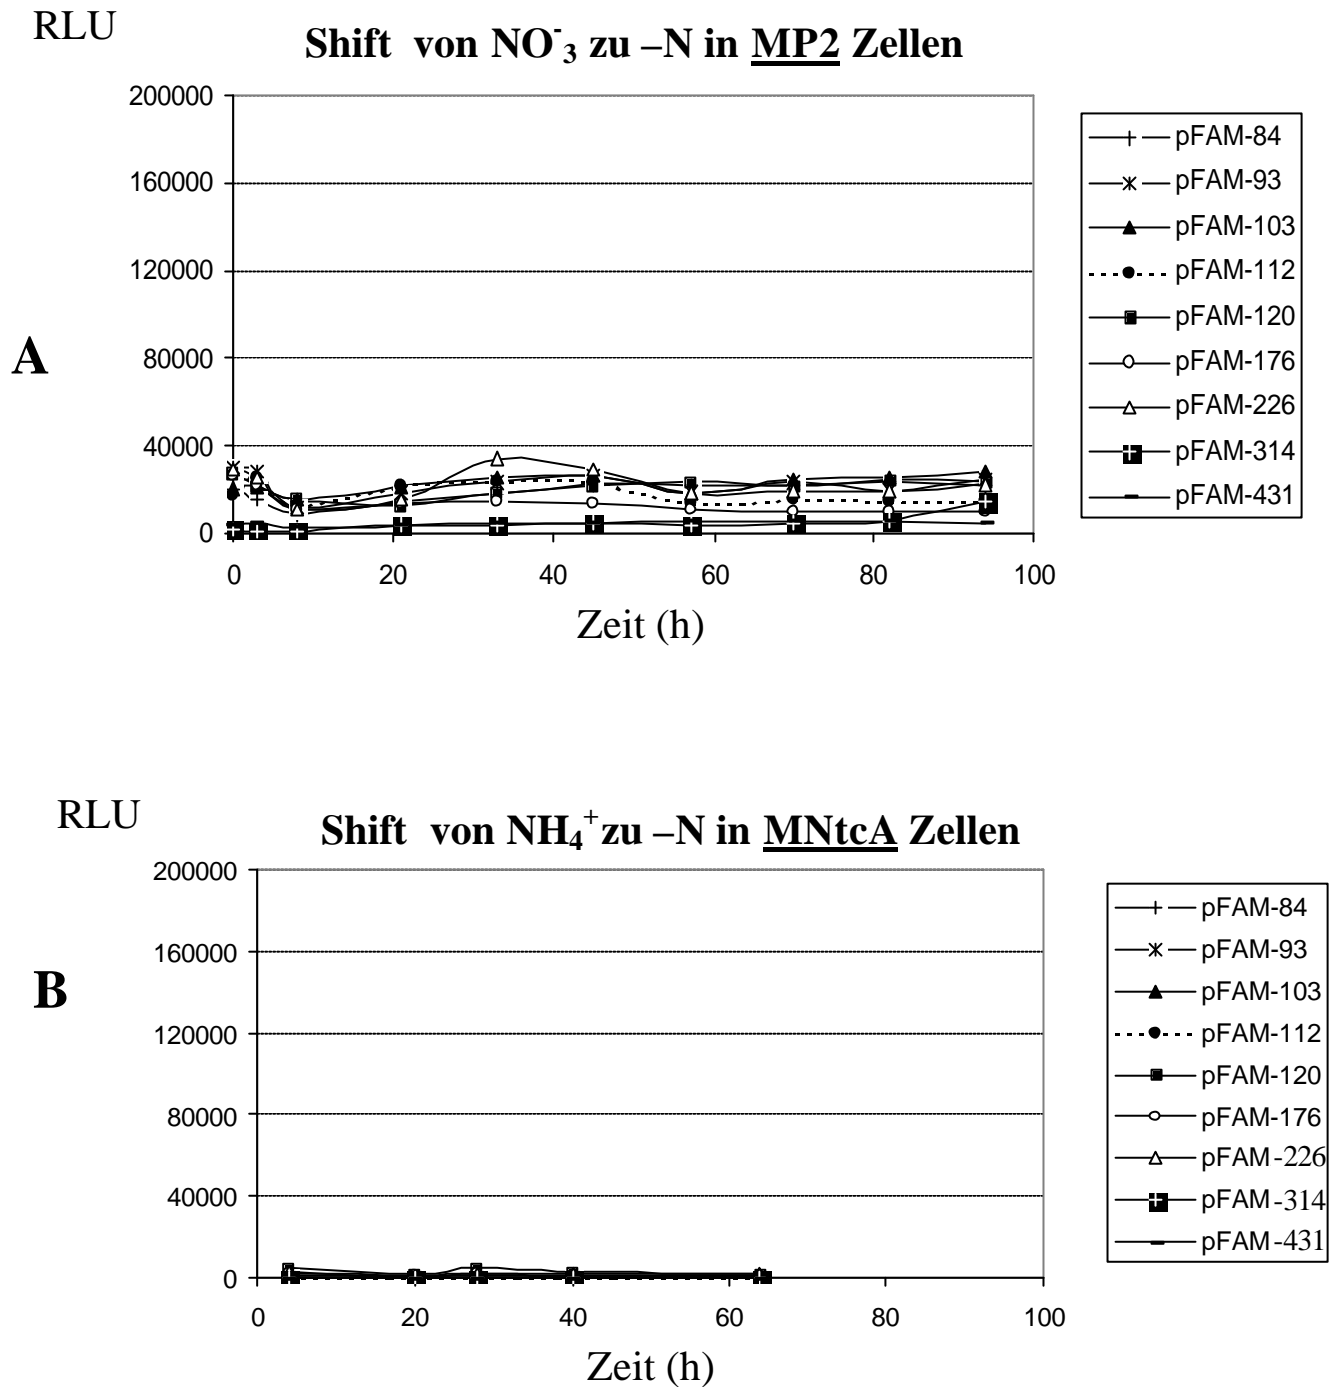 RLU
Shift von NO⁻₃ zu –N in MP2 Zellen
200000
160000
120000
80000
40000
0
0 20 40 60 80 100
Zeit (h)
A
pFAM-84
pFAM-93
pFAM-103
pFAM-112
pFAM-120
pFAM-176
pFAM-226
pFAM-314
pFAM-431
RLU
Shift von NH₄⁺ zu –N in MNtcA Zellen
200000
160000
120000
80000
40000
0
0 20 40 60 80 100
Zeit (h)
B
pFAM-84
pFAM-93
pFAM-103
pFAM-112
pFAM-120
pFAM-176
pFAM-226
pFAM-314
pFAM-431